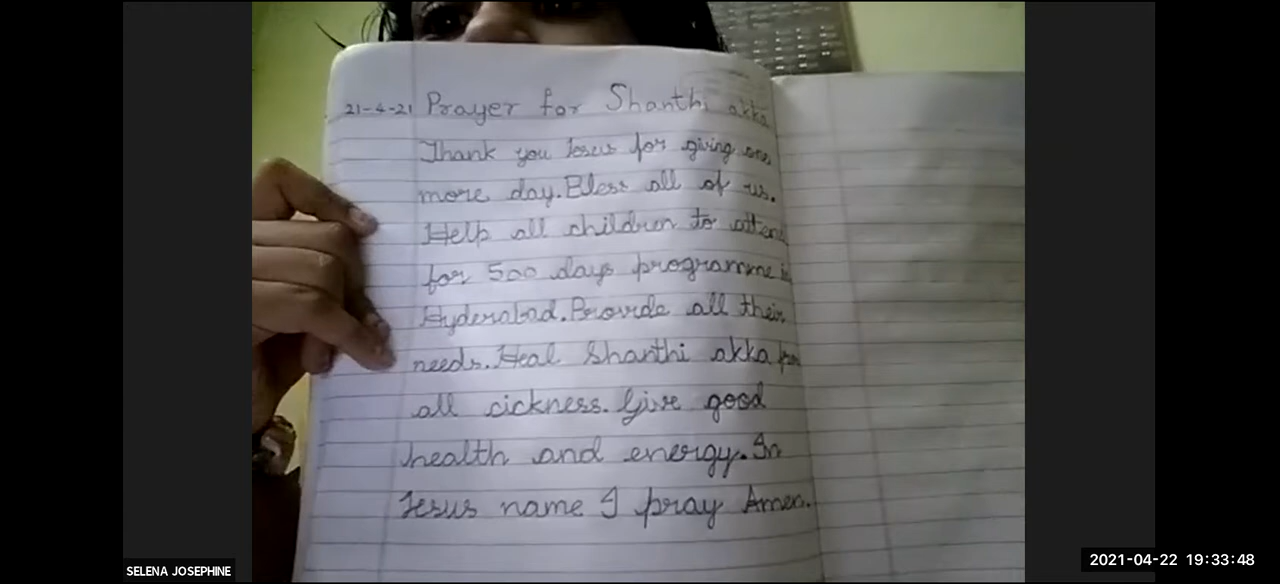 21-4-21 Prayer for Shanthi akka
Thank you Jesus for giving one
more day. Bless all of us.
Help all children to attend
for 500 days programme in
Hyderabad. Provide all their
needs. Heal Shanthi akka from
all cickness. Give good
health and energy. In
Jesus name I pray Amen.
SELENA JOSEPHINE
2021-04-22 19:33:48